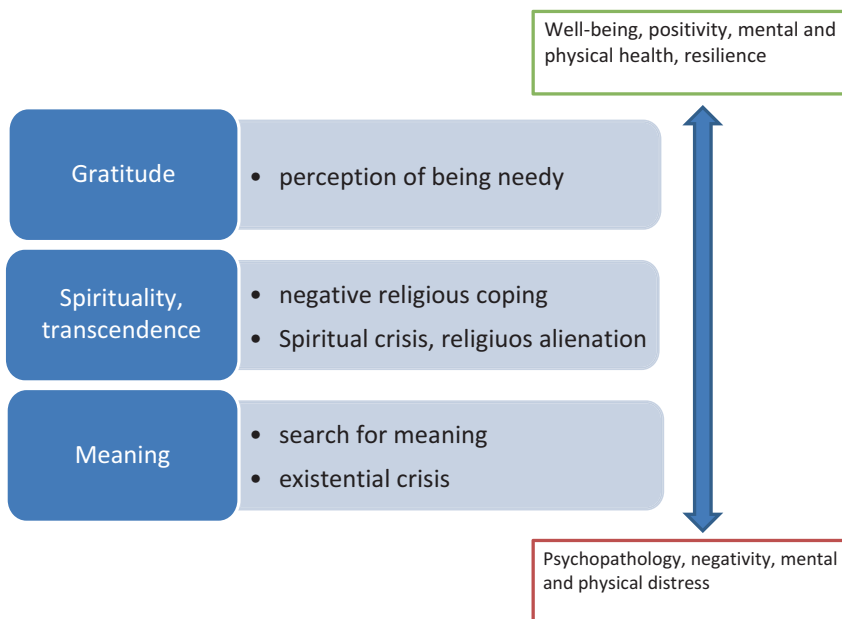 Well-being, positivity, mental and
physical health, resilience
Gratitude
• perception of being needy
Spirituality,
transcendence
• negative religious coping
• Spiritual crisis, religiuos alienation
Meaning
• search for meaning
• existential crisis
Psychopathology, negativity, mental
and physical distress